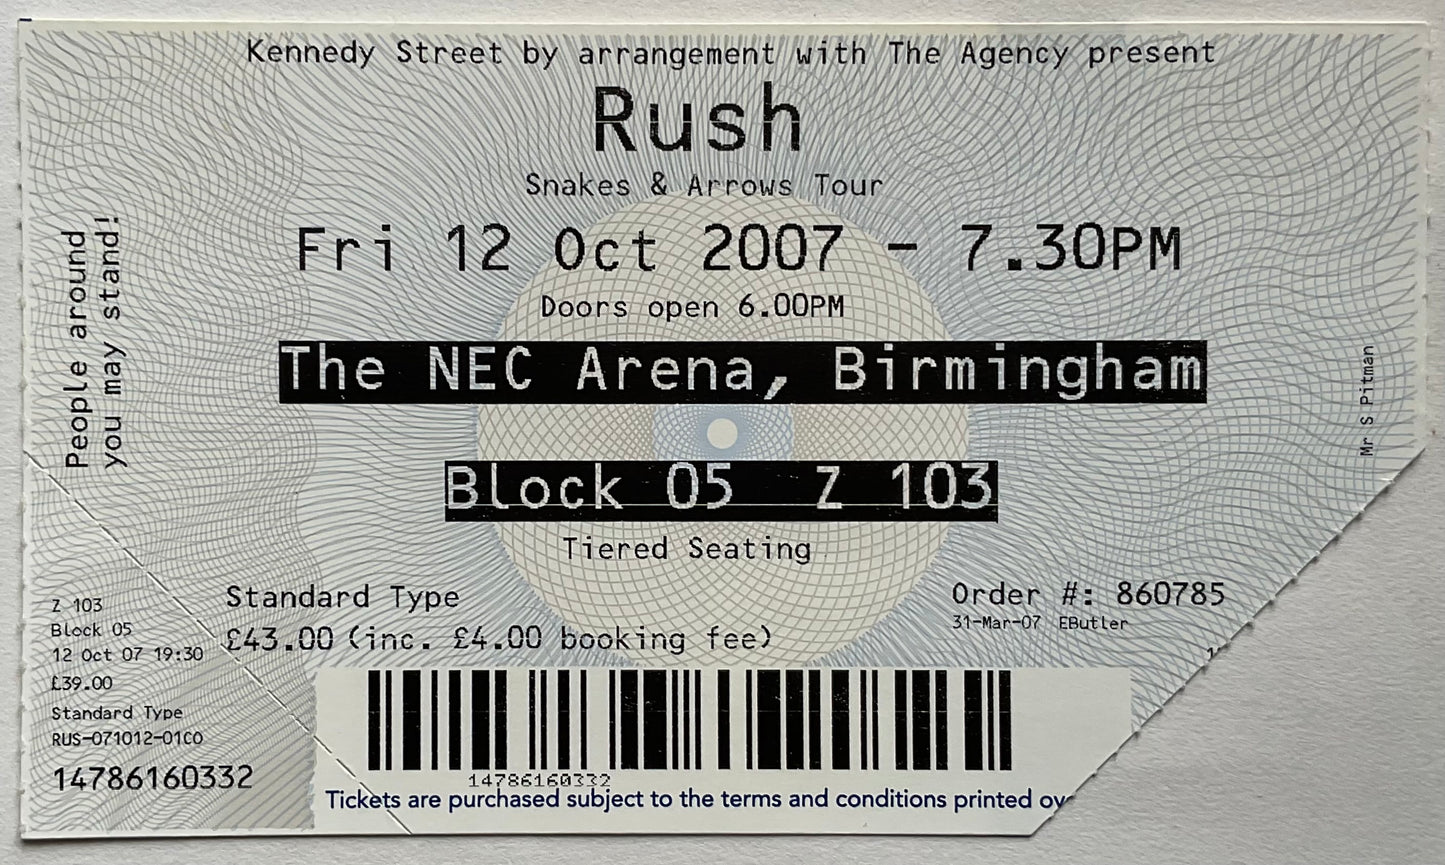 Kennedy Street by arrangement with The Agency present
Rush
Snakes & Arrows Tour
Fri 12 Oct 2007 - 7.30PM
Doors open 6.00PM
The NEC Arena, Birmingham
Block 05 Z 103
Tiered Seating
People around
you may stand!
Mr S Pitman
Standard Type
£43.00 (inc. £4.00 booking fee)
Order #: 860785
31-Mar-07 EButler
Z 103
Block 05
12 Oct 07 19:30
£39.00
Standard Type
RUS-071012-01CO
14786160332
14786160332
Tickets are purchased subject to the terms and conditions printed ov